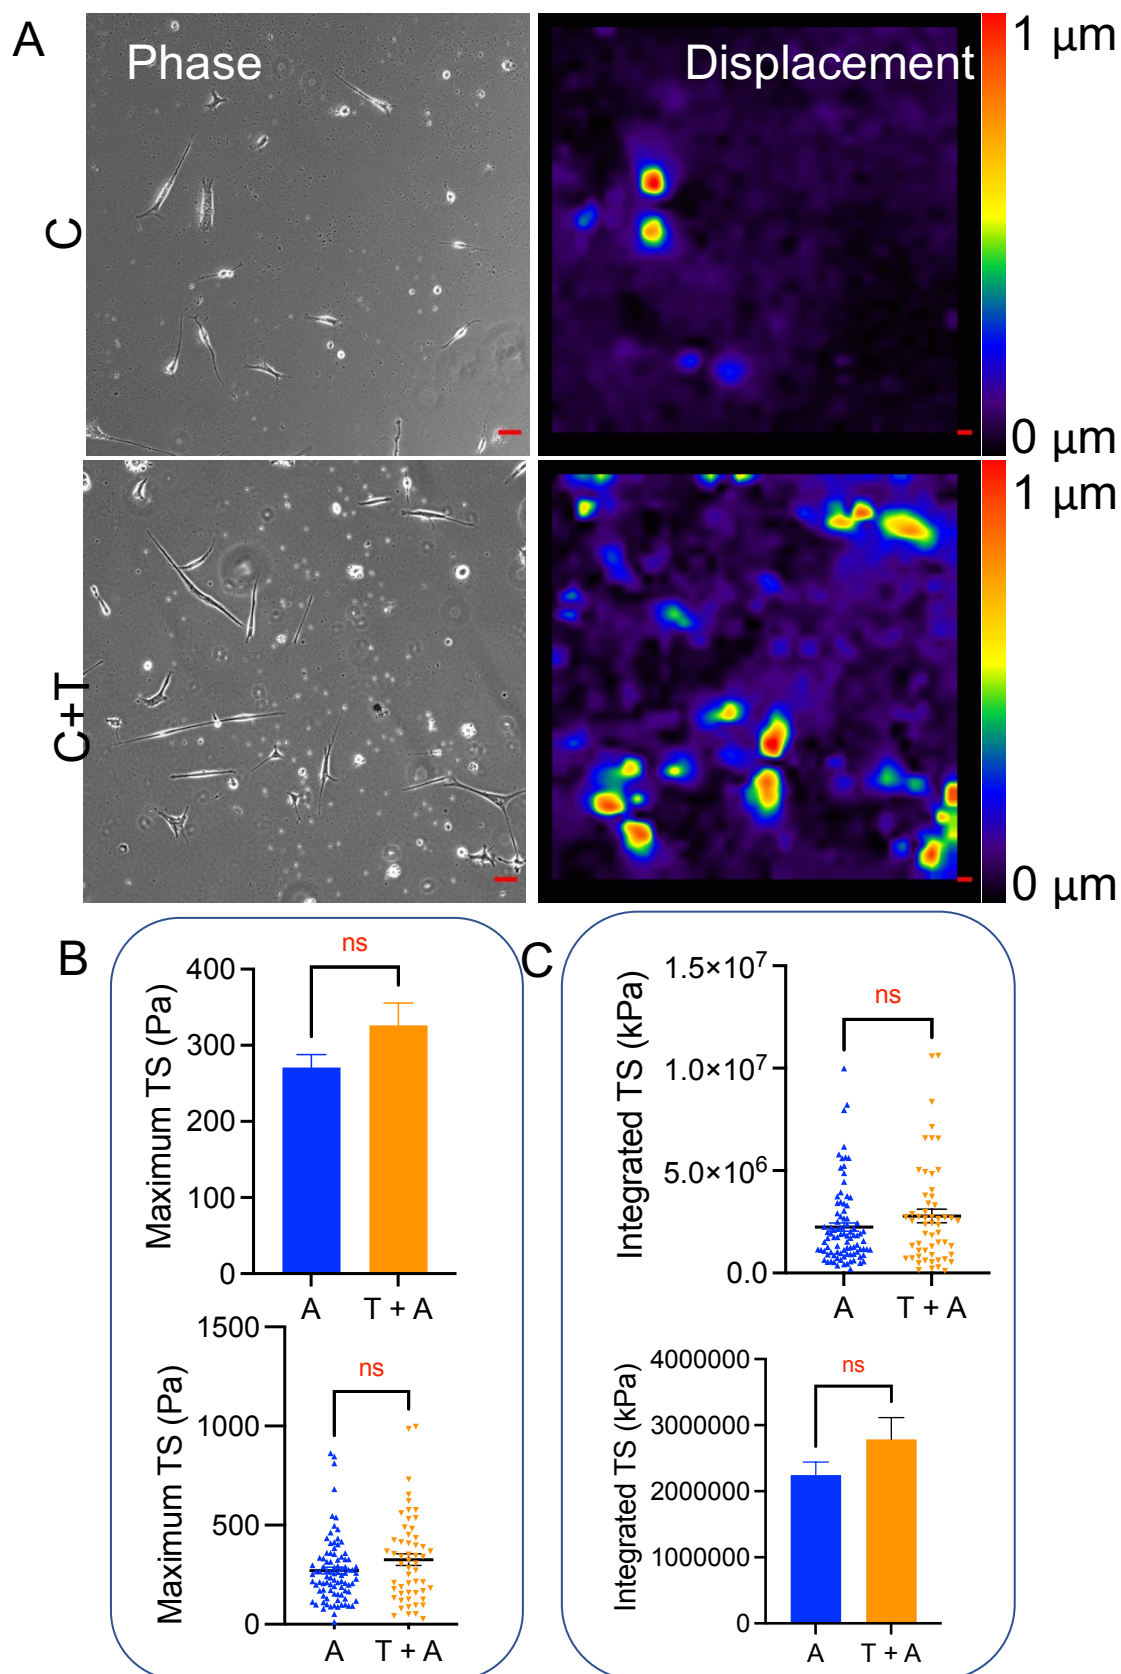 A
Phase
Displacement
1 µm
0 µm
C
1 µm
0 µm
C+T
B
ns
400
300
200
100
0
Maximum TS (Pa)
A
T + A
ns
1500
1000
500
0
Maximum TS (Pa)
A
T + A
C
ns
1.5×10⁷
1.0×10⁷
5.0×10⁶
0.0
Integrated TS (kPa)
A
T + A
ns
4000000
3000000
2000000
1000000
0
Integrated TS (kPa)
A
T + A